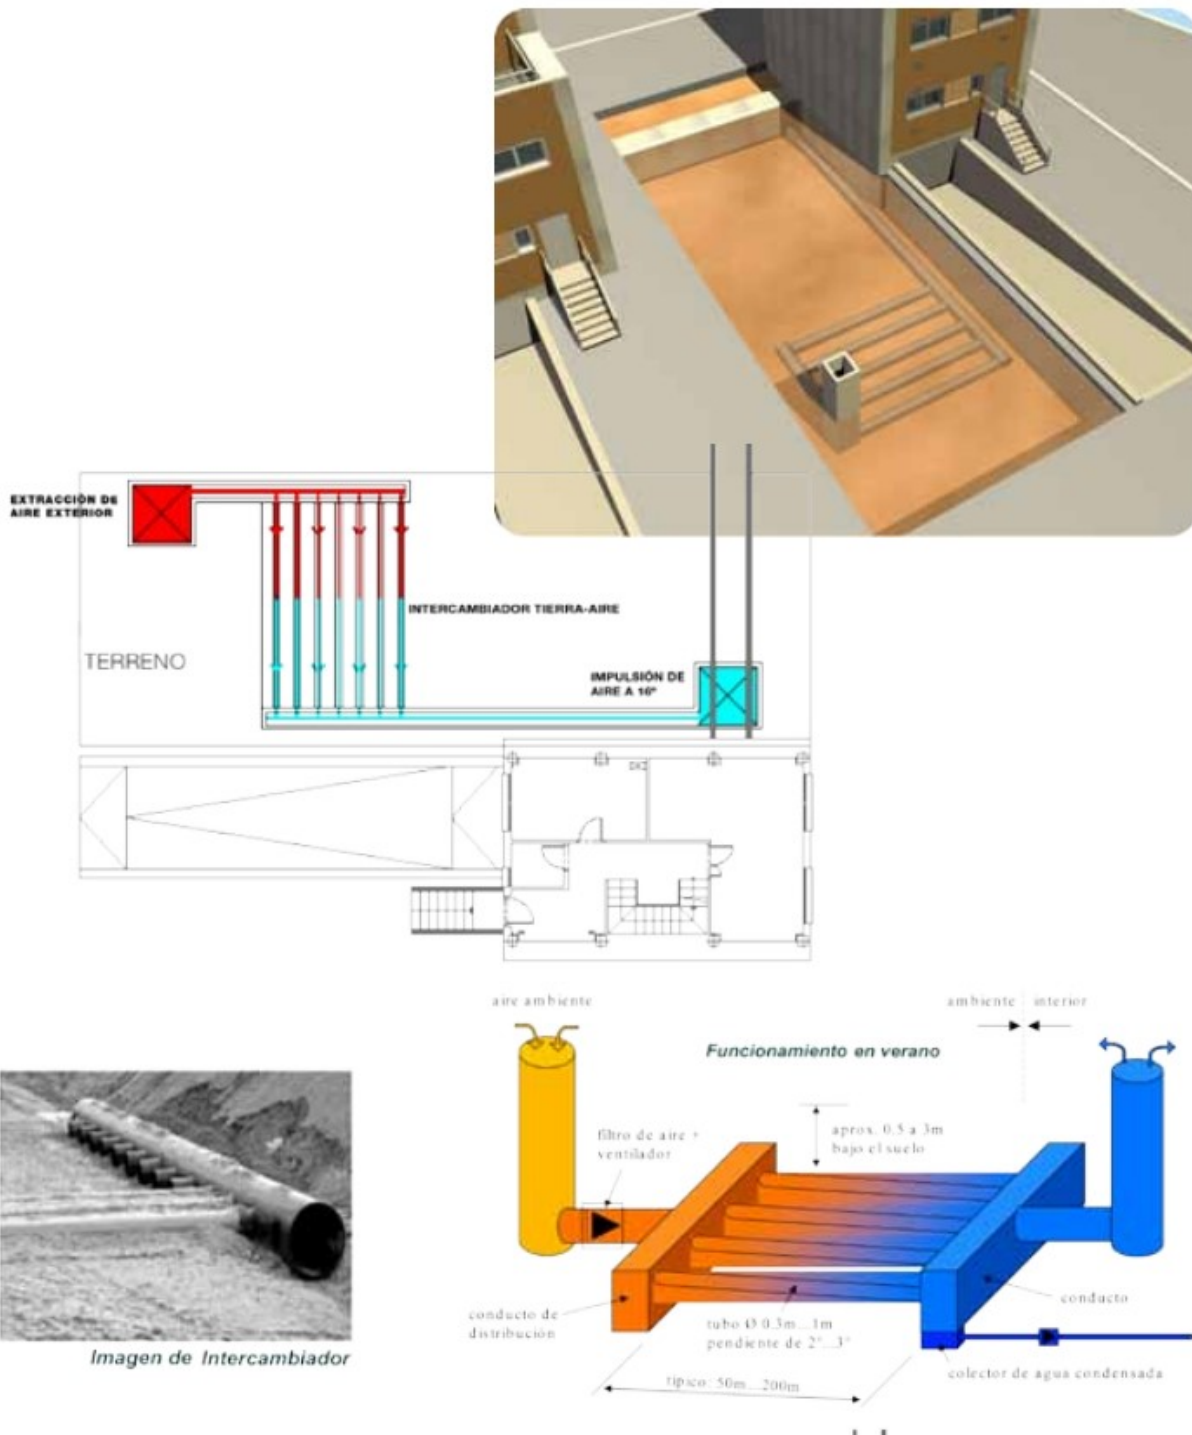 EXTRACCIÓN DE
AIRE EXTERIOR
INTERCAMBIADOR TIERRA-AIRE
TERRENO
IMPULSIÓN DE
AIRE A 16º
aire ambiente
ambiente
interior
Funcionamiento en verano
filtro de aire +
ventilador
aprox. 0.5 a 3m
bajo el suelo
conducto de
distribución
tubo Ø 0.3m...1m
pendiente de 2°...3°
conducto
típico: 50m...200m
colector de agua condensada
Imagen de Intercambiador